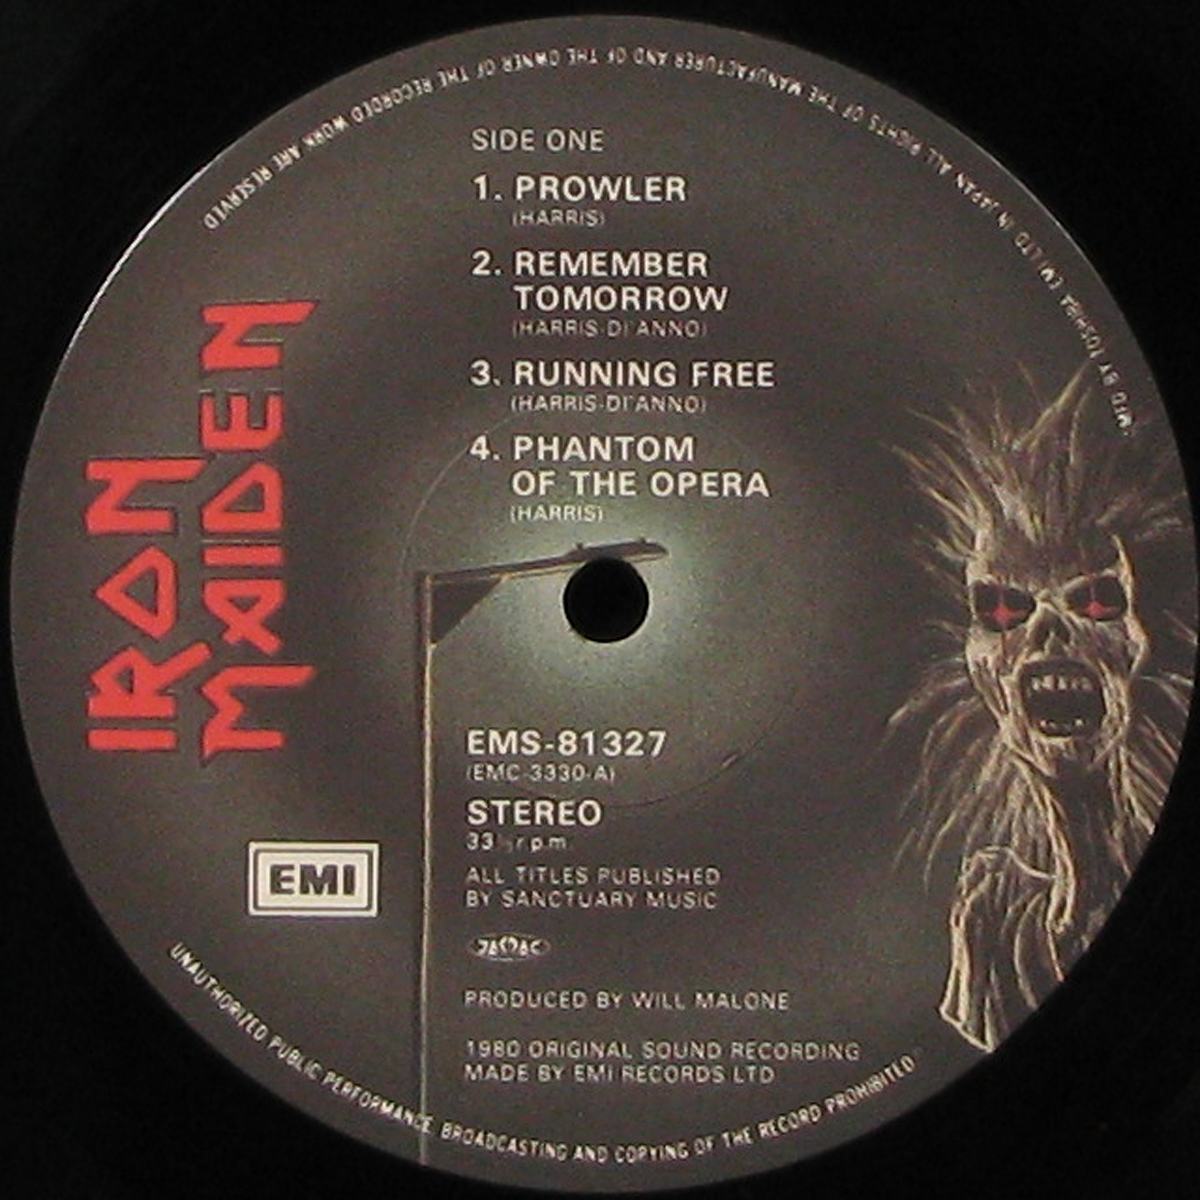 MFD BY TOSHIBA EMI LTD IN JAPAN ALL RIGHTS OF THE MANUFACTURER AND OF THE OWNER OF THE RECORDED WORK ARE RESERVED
SIDE ONE
1. PROWLER
(HARRIS)
2. REMEMBER
TOMORROW
(HARRIS-DI'ANNO)
3. RUNNING FREE
(HARRIS-DI'ANNO)
4. PHANTOM
OF THE OPERA
(HARRIS)
IRON
MAIDEN
EMS-81327
(EMC-3330-A)
STEREO
33 r.p.m.
EMI
ALL TITLES PUBLISHED
BY SANCTUARY MUSIC
JASRAC
PRODUCED BY WILL MALONE
1980 ORIGINAL SOUND RECORDING
MADE BY EMI RECORDS LTD
UNAUTHORIZED PUBLIC PERFORMANCE BROADCASTING AND COPYING OF THE RECORD PROHIBITED